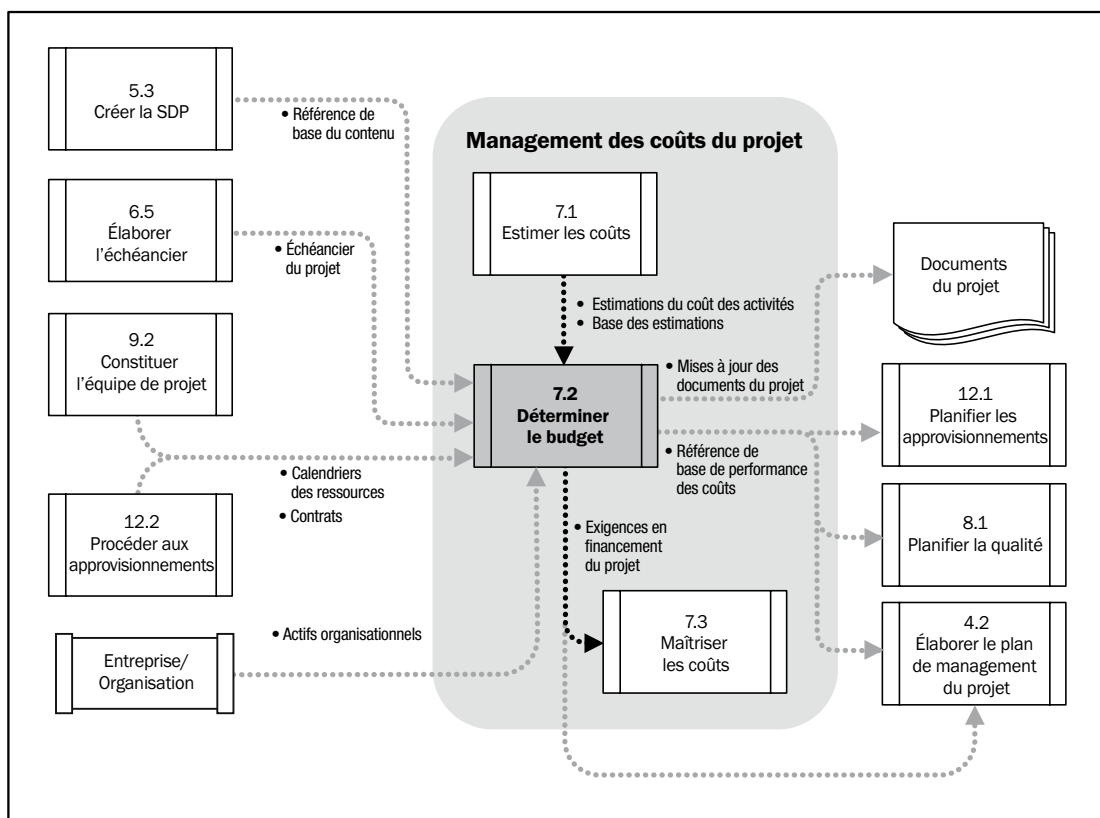 5.3
Créer la SDP
• Référence de
base du contenu
6.5
Élaborer
l'échéancier
• Échéancier
du projet
9.2
Constituer
l'équipe de projet
12.2
Procéder aux
approvisionnements
• Calendriers
des ressources
• Contrats
Entreprise/
Organisation
• Actifs organisationnels
Management des coûts du projet
7.1
Estimer les coûts
• Estimations du coût des activités
• Base des estimations
7.2
Déterminer
le budget
• Mises à jour des
documents du projet
• Référence de
base de performance
des coûts
• Exigences en
financement
du projet
7.3
Maîtriser
les coûts
Documents
du projet
12.1
Planifier les
approvisionnements
8.1
Planifier la qualité
4.2
Élaborer le plan
de management
du projet